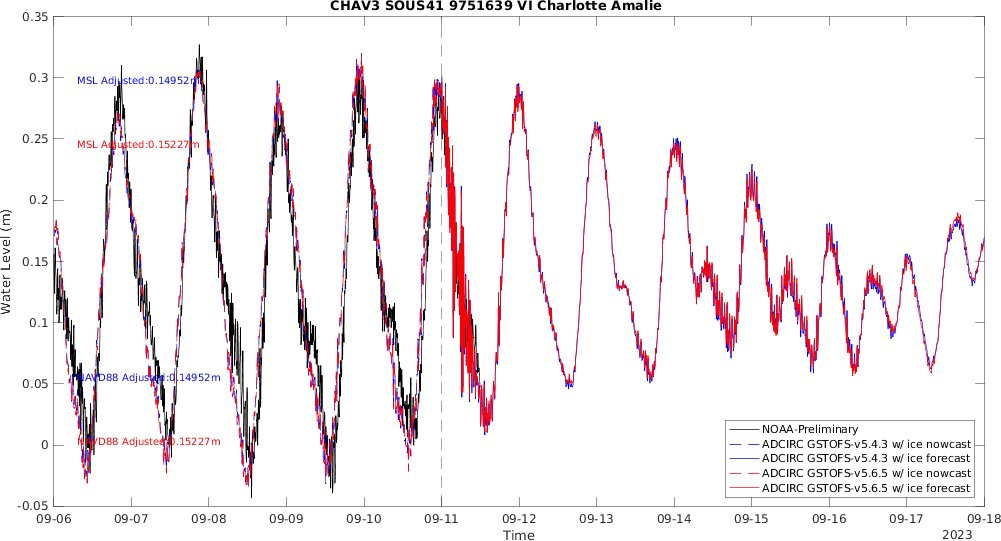 CHAV3 SOUS41 9751639 VI Charlotte Amalie
0.35
0.3
0.25
0.2
0.15
0.1
0.05
0
-0.05
Water Level (m)
MSL Adjusted:0.14952m
MSL Adjusted:0.15227m
NAVD88 Adjusted:0.14952m
NAVD88 Adjusted:0.15227m
NOAA-Preliminary
ADCIRC GSTOFS-v5.4.3 w/ ice nowcast
ADCIRC GSTOFS-v5.4.3 w/ ice forecast
ADCIRC GSTOFS-v5.6.5 w/ ice nowcast
ADCIRC GSTOFS-v5.6.5 w/ ice forecast
09-06 09-07 09-08 09-09 09-10 09-11 09-12 09-13 09-14 09-15 09-16 09-17 09-18
Time
2023